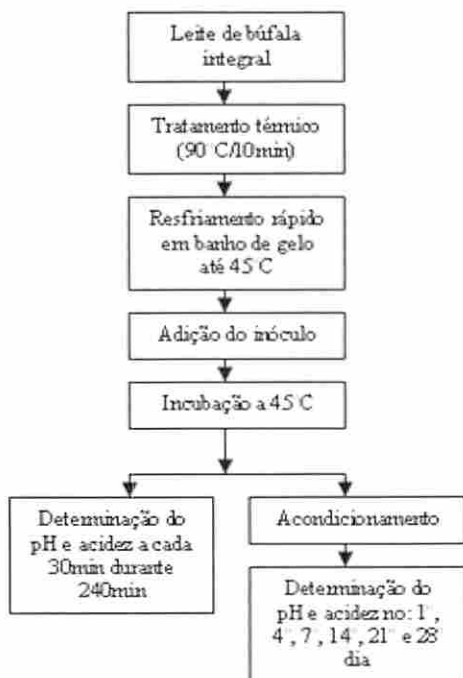 Leite de búfala
integral
Tratamento térmico
(90°C/10min)
Resfriamento rápido
em banho de gelo
até 45°C
Adição do inóculo
Incubação a 45°C
Determinação do
pH e acidez a cada
30min durante
240min
Acondicionamento
Determinação do
pH e acidez no: 1°,
4°, 7°, 14°, 21° e 28°
dia